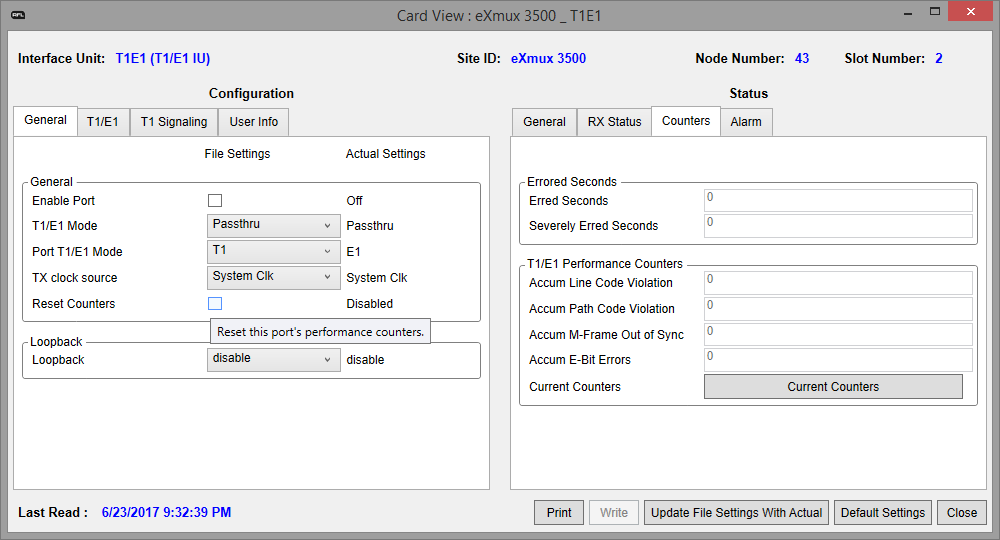 AFL
Card View : eXmux 3500 _ T1E1
Interface Unit: T1E1 (T1/E1 IU) Site ID: eXmux 3500 Node Number: 43 Slot Number: 2
Configuration
General T1/E1 T1 Signaling User Info
File Settings Actual Settings
General
Enable Port Off
T1/E1 Mode Passthru Passthru
Port T1/E1 Mode T1 E1
TX clock source System Clk System Clk
Reset Counters Disabled
Reset this port's performance counters.
Loopback
Loopback disable disable
Status
General RX Status Counters Alarm
Errored Seconds
Erred Seconds 0
Severely Erred Seconds 0
T1/E1 Performance Counters
Accum Line Code Violation 0
Accum Path Code Violation 0
Accum M-Frame Out of Sync 0
Accum E-Bit Errors 0
Current Counters Current Counters
Last Read : 6/23/2017 9:32:39 PM
Print Write Update File Settings With Actual Default Settings Close